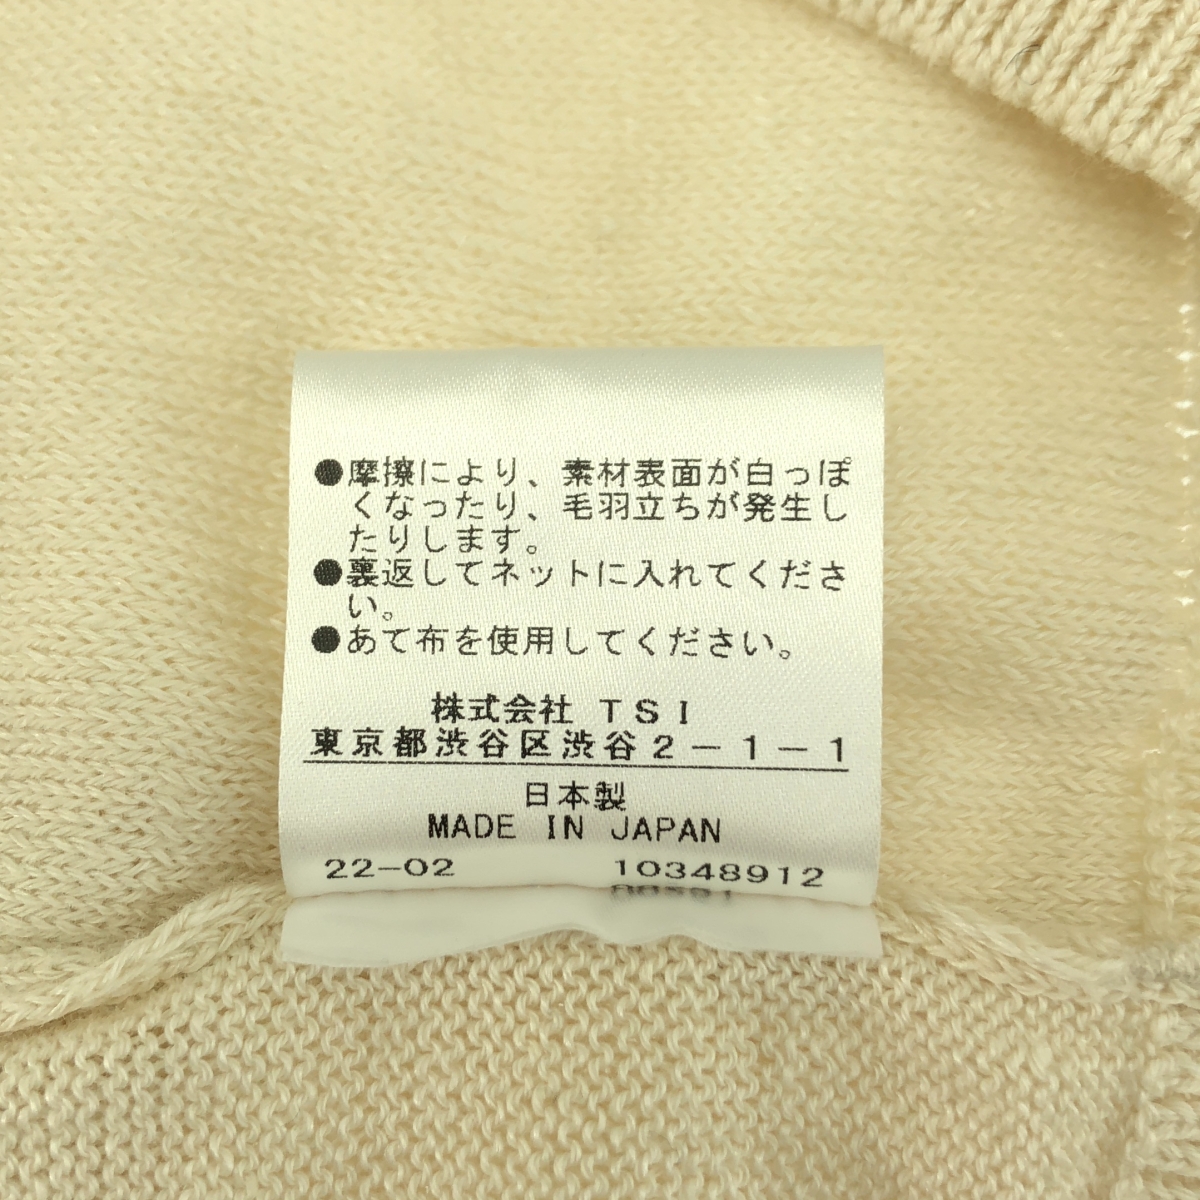 ●摩擦により、素材表面が白っぽ
くなったり、毛羽立ちが発生し
たりします。
●裏返してネットに入れてくださ
い。
●あて布を使用してください。
株式会社 TSI
東京都渋谷区渋谷2-1-1
日本製
MADE IN JAPAN
22-02 10348912